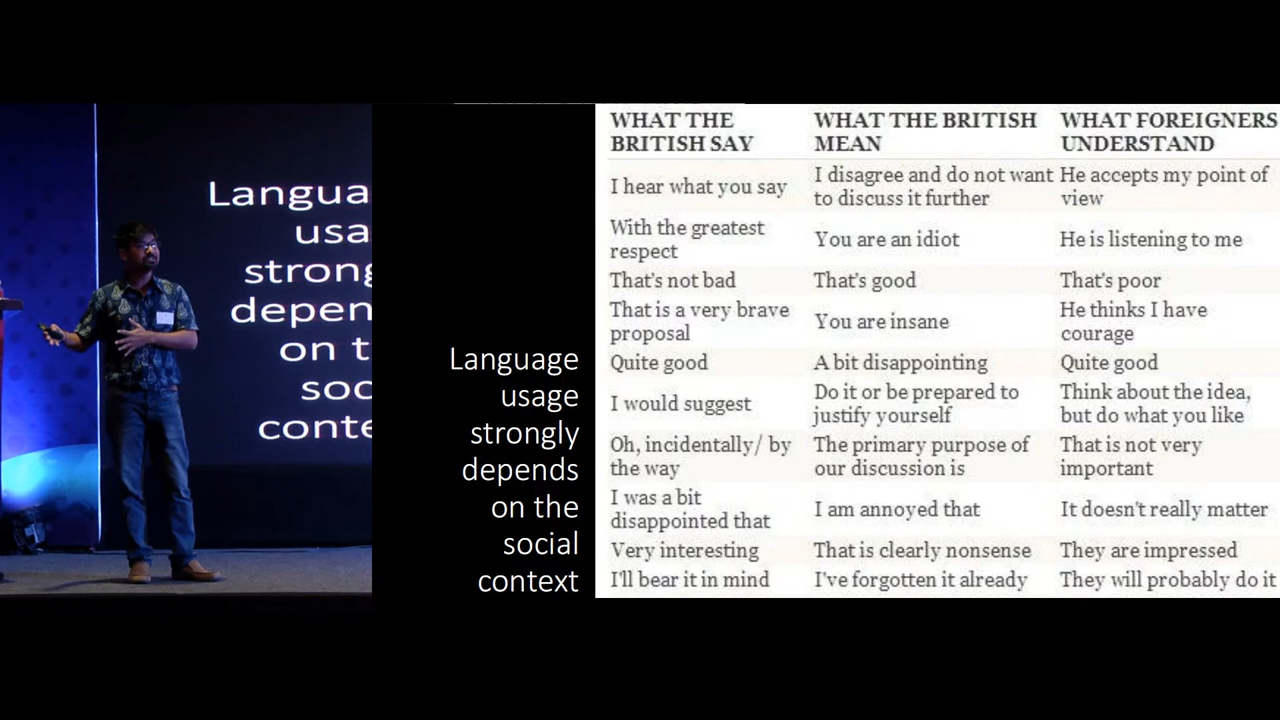 Langua
usa
strong
depen
on t
soc
conte
Language
usage
strongly
depends
on the
social
context
WHAT THE
BRITISH SAY
WHAT THE BRITISH
MEAN
WHAT FOREIGNERS
UNDERSTAND
I hear what you say
I disagree and do not want
to discuss it further
He accepts my point of
view
With the greatest
respect
You are an idiot
He is listening to me
That's not bad
That's good
That's poor
That is a very brave
proposal
You are insane
He thinks I have
courage
Quite good
A bit disappointing
Quite good
I would suggest
Do it or be prepared to
justify yourself
Think about the idea,
but do what you like
Oh, incidentally/ by
the way
The primary purpose of
our discussion is
That is not very
important
I was a bit
disappointed that
I am annoyed that
It doesn't really matter
Very interesting
That is clearly nonsense
They are impressed
I'll bear it in mind
I've forgotten it already
They will probably do it